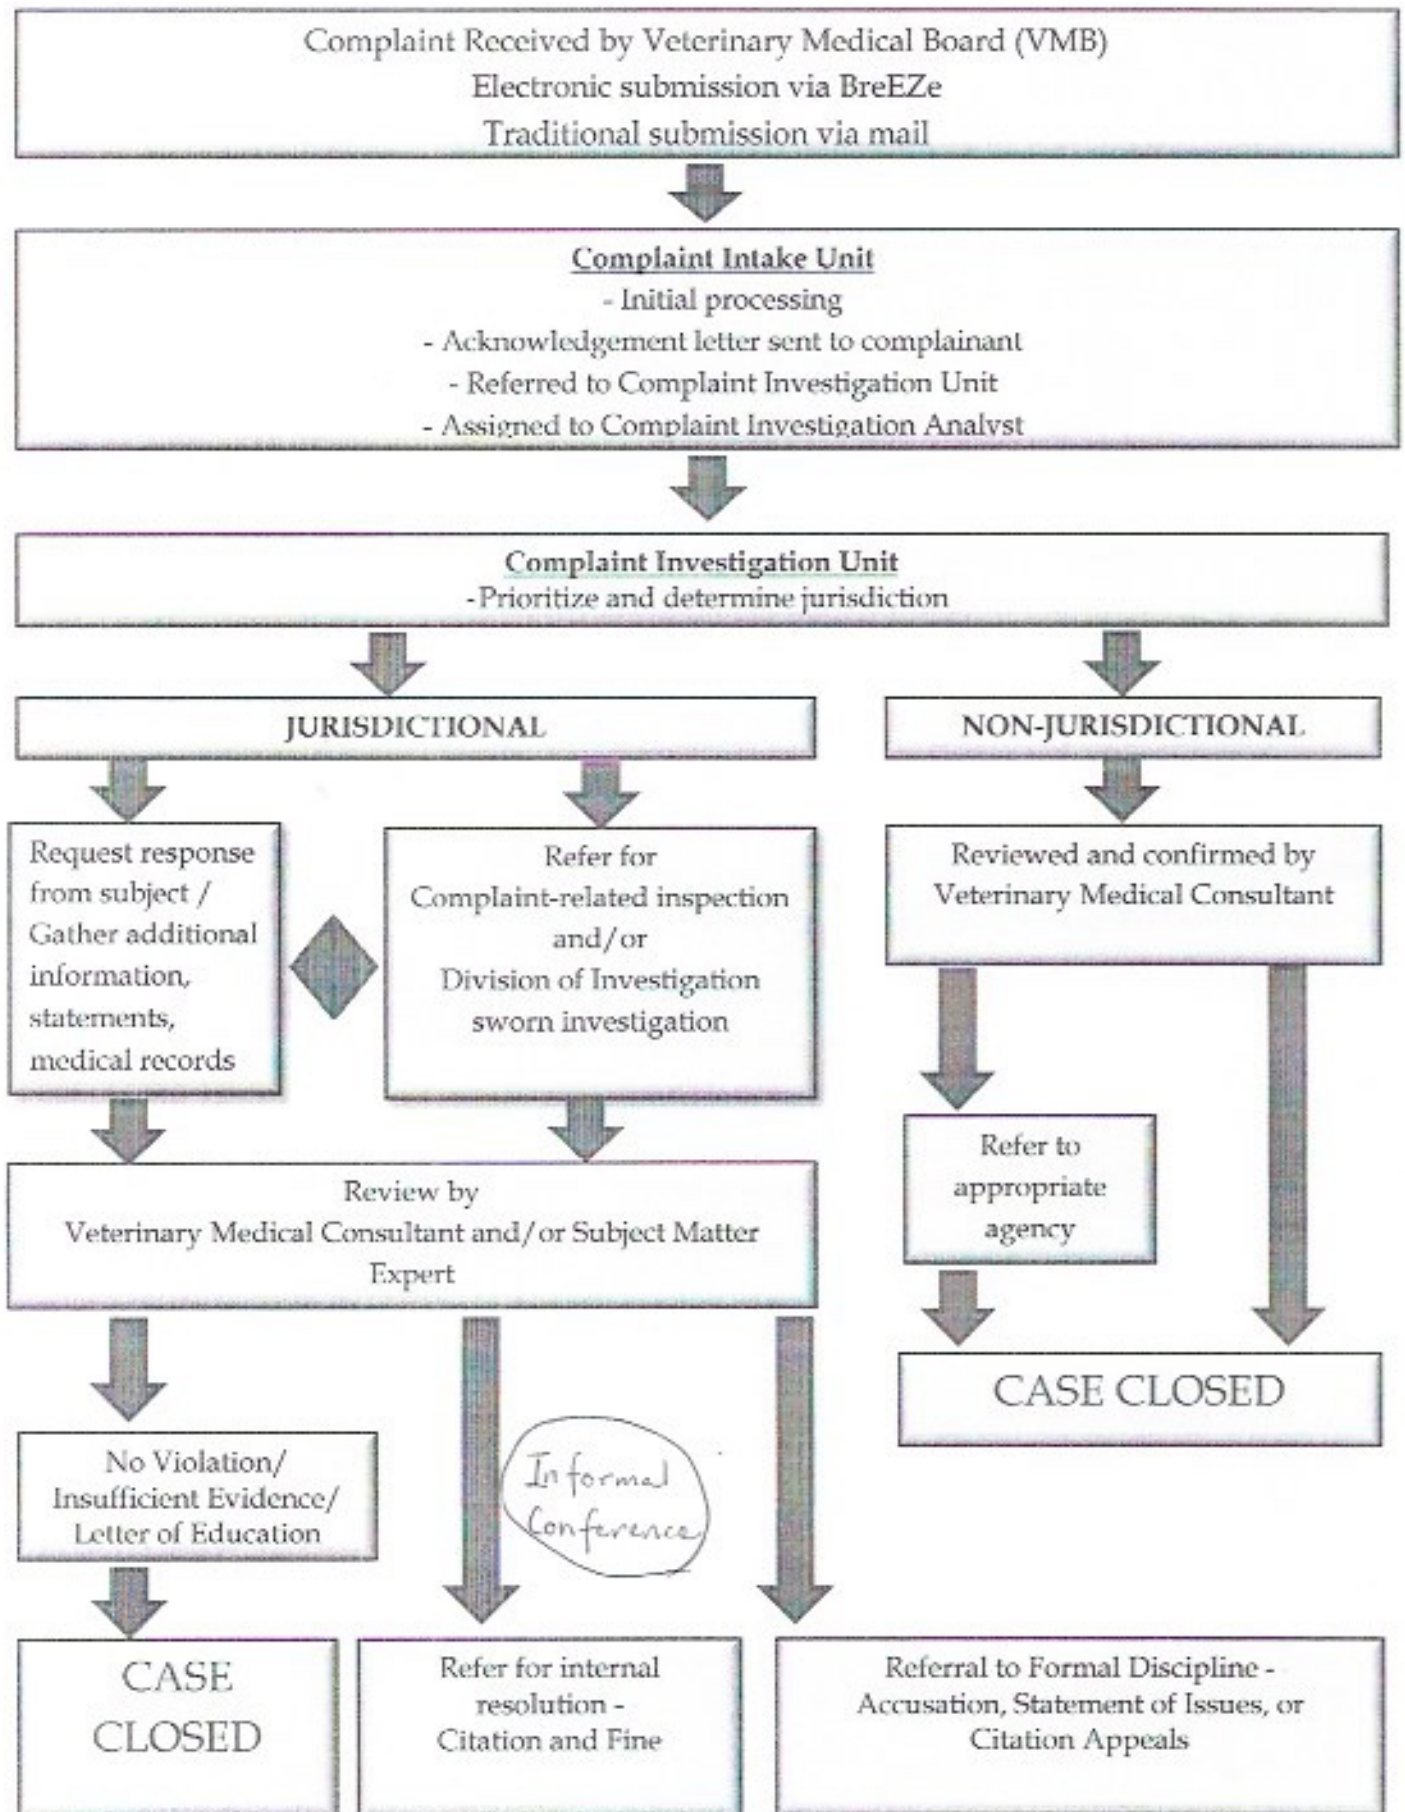 Complaint Received by Veterinary Medical Board (VMB)
Electronic submission via BreEZe
Traditional submission via mail
Complaint Intake Unit
- Initial processing
- Acknowledgement letter sent to complainant
- Referred to Complaint Investigation Unit
- Assigned to Complaint Investigation Analyst
Complaint Investigation Unit
-Prioritize and determine jurisdiction
JURISDICTIONAL
NON-JURISDICTIONAL
Request response
from subject /
Gather additional
information,
statements,
medical records
Refer for
Complaint-related inspection
and/or
Division of Investigation
sworn investigation
Reviewed and confirmed by
Veterinary Medical Consultant
Refer to
appropriate
agency
Review by
Veterinary Medical Consultant and/or Subject Matter
Expert
CASE CLOSED
No Violation/
Insufficient Evidence/
Letter of Education
Informal
Conference
CASE
CLOSED
Refer for internal
resolution -
Citation and Fine
Referral to Formal Discipline -
Accusation, Statement of Issues, or
Citation Appeals